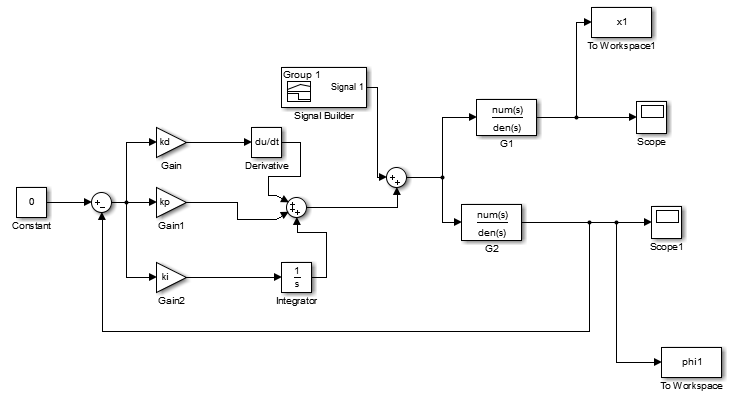 x1
To Workspace1
Group 1
Signal 1
Signal Builder
num(s)
den(s)
G1
Scope
kd
Gain
du/dt
Derivative
0
Constant
kp
Gain1
num(s)
den(s)
G2
Scope1
ki
Gain2
1
s
Integrator
phi1
To Workspace